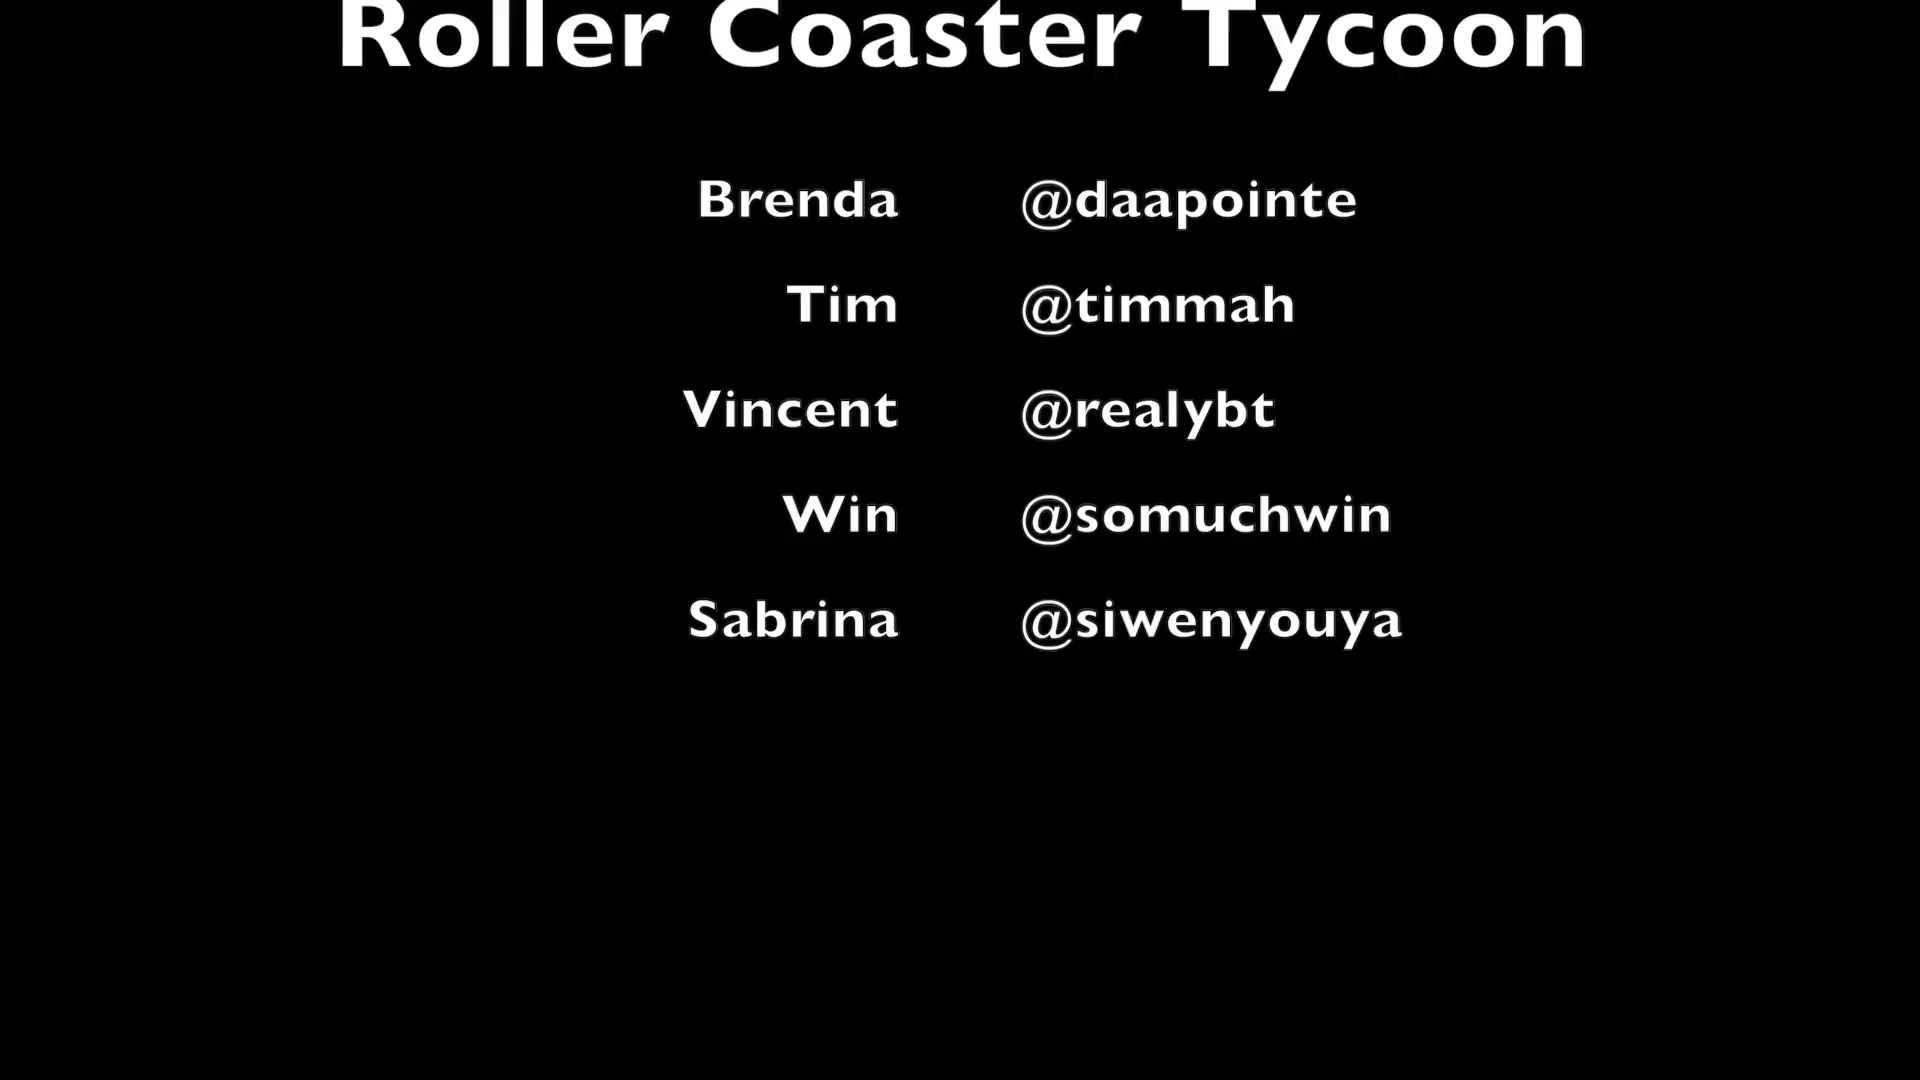 Roller Coaster Tycoon
Brenda @daapointe
Tim @timmah
Vincent @realybt
Win @somuchwin
Sabrina @siwenyouya